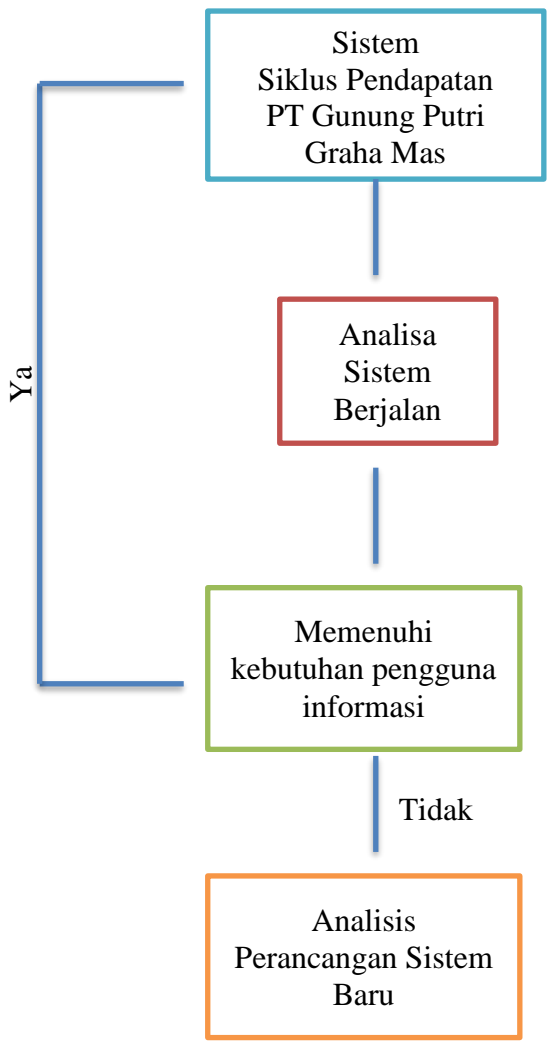 Sistem
Siklus Pendapatan
PT Gunung Putri
Graha Mas
Analisa
Sistem
Berjalan
Ya
Memenuhi
kebutuhan pengguna
informasi
Tidak
Analisis
Perancangan Sistem
Baru